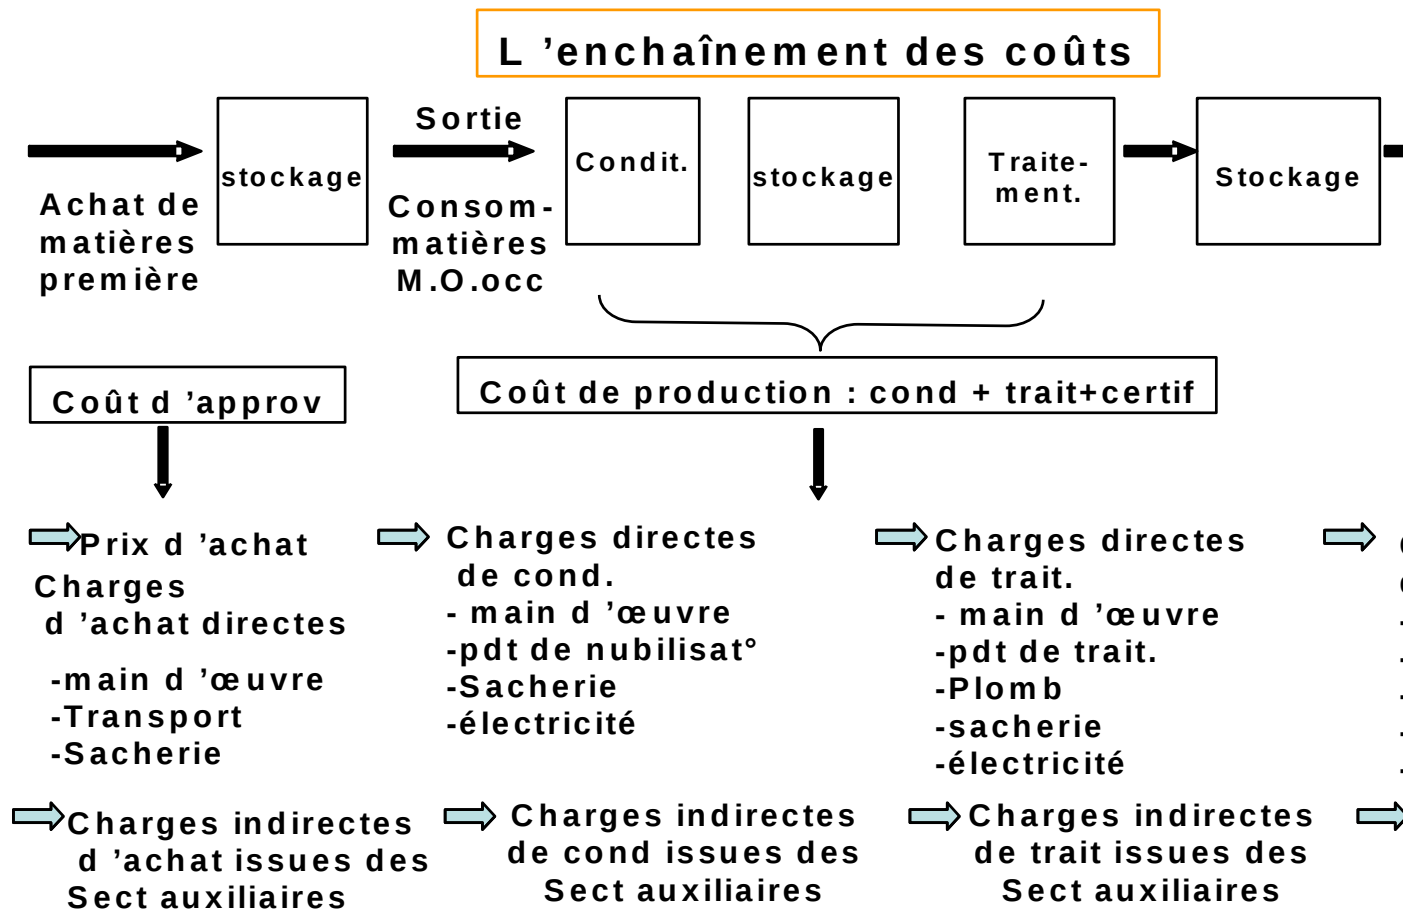 L ’enchaînement des coûts
Achat de
matières
première
stockage
Sortie
Consom-
matières
M.O.occ
Condit.
stockage
Traite-
ment.
Stockage
Coût d ’approv
Coût de production : cond + trait+certif
Prix d ’achat
Charges
d ’achat directes
-main d ’œuvre
-Transport
-Sacherie
Charges indirectes
d ’achat issues des
Sect auxiliaires
Charges directes
de cond.
- main d ’œuvre
-pdt de nubilisat°
-Sacherie
-électricité
Charges indirectes
de cond issues des
Sect auxiliaires
Charges directes
de trait.
- main d ’œuvre
-pdt de trait.
-Plomb
-sacherie
-électricité
Charges indirectes
de trait issues des
Sect auxiliaires